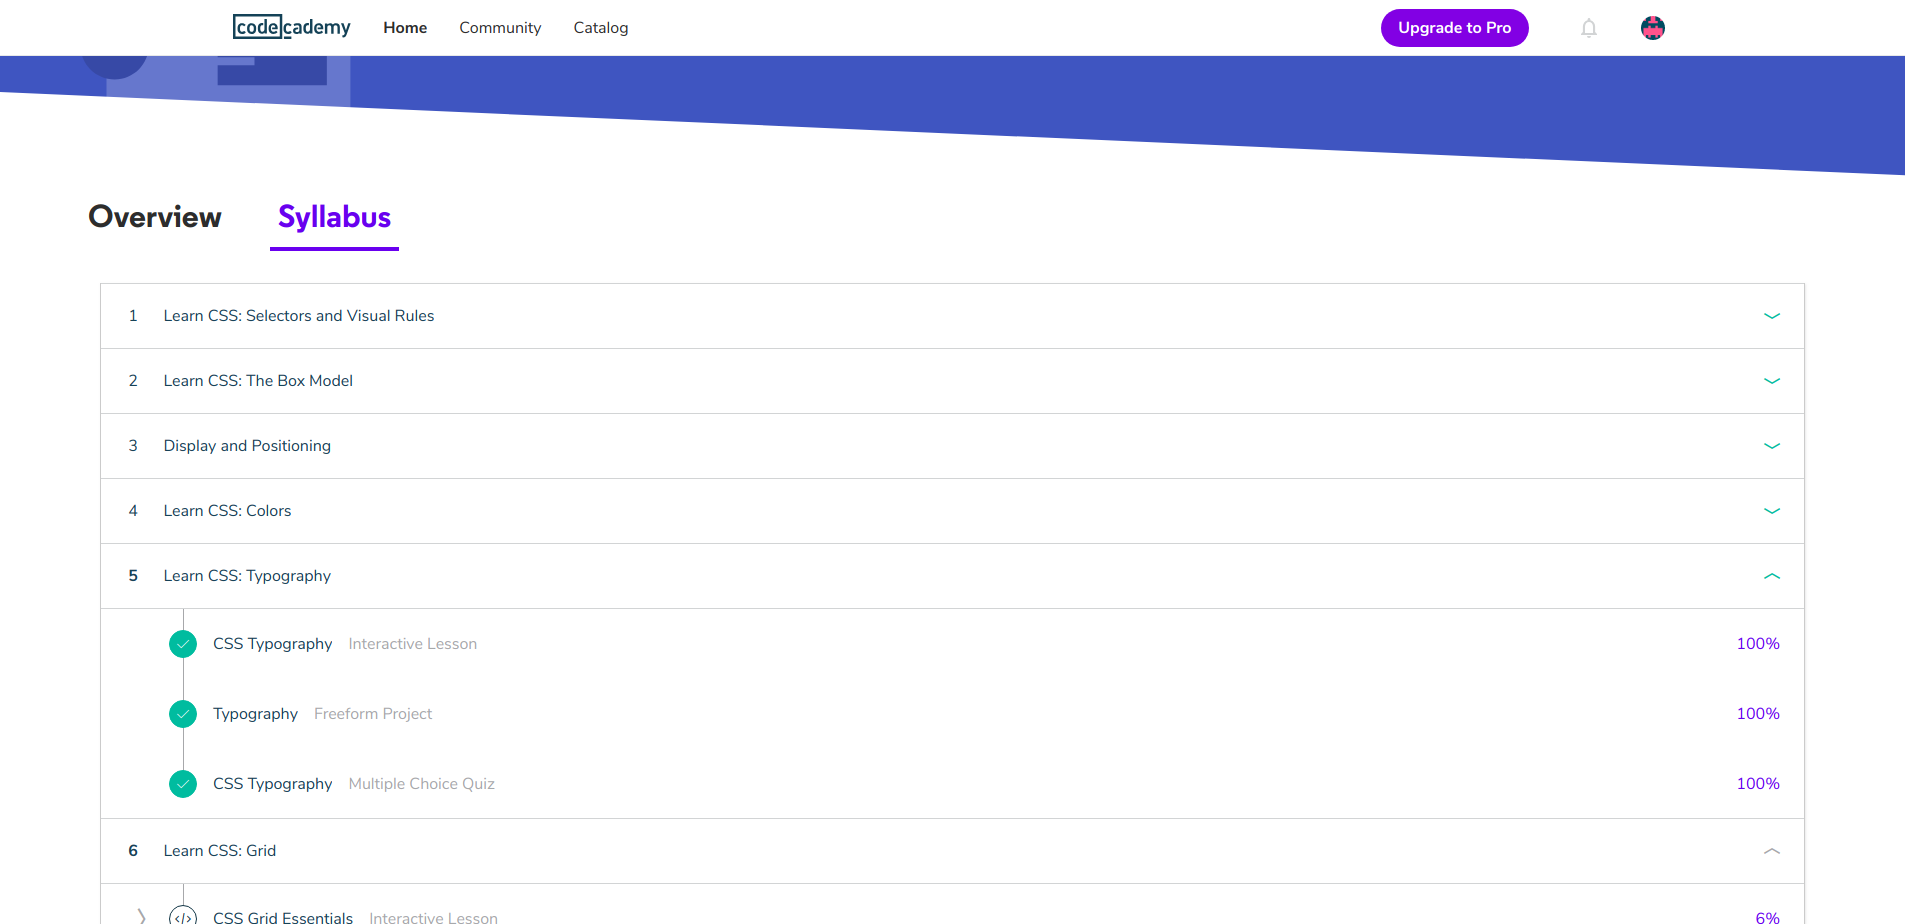 codecademy Home Community Catalog Upgrade to Pro
Overview Syllabus
1 Learn CSS: Selectors and Visual Rules
2 Learn CSS: The Box Model
3 Display and Positioning
4 Learn CSS: Colors
5 Learn CSS: Typography
CSS Typography Interactive Lesson 100%
Typography Freeform Project 100%
CSS Typography Multiple Choice Quiz 100%
6 Learn CSS: Grid
</> CSS Grid Essentials Interactive Lesson 6%